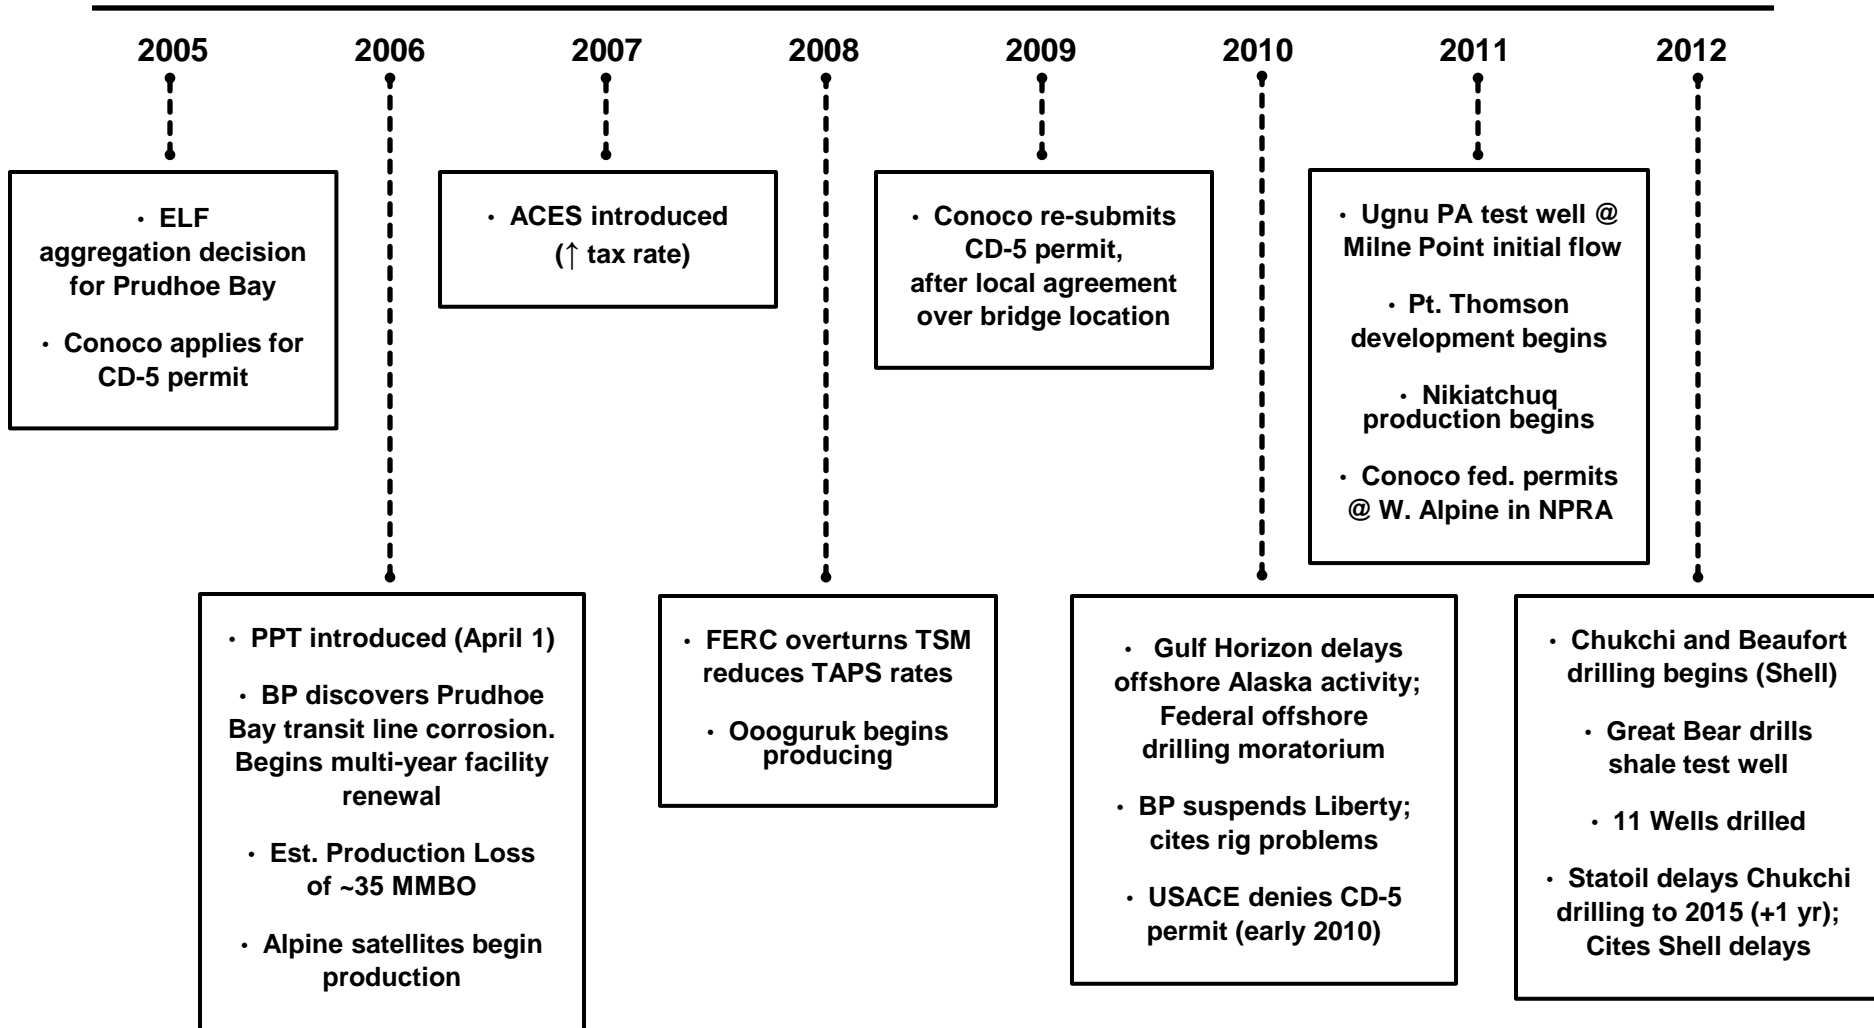 2005
2006
2007
2008
2009
2010
2011
2012
• ELF
aggregation decision
for Prudhoe Bay
• Conoco applies for
CD-5 permit
• PPT introduced (April 1)
• BP discovers Prudhoe
Bay transit line corrosion.
Begins multi-year facility
renewal
• Est. Production Loss
of ~35 MMBO
• Alpine satellites begin
production
• ACES introduced
(↑ tax rate)
• FERC overturns TSM
reduces TAPS rates
• Oooguruk begins
producing
• Conoco re-submits
CD-5 permit,
after local agreement
over bridge location
• Gulf Horizon delays
offshore Alaska activity;
Federal offshore
drilling moratorium
• BP suspends Liberty;
cites rig problems
• USACE denies CD-5
permit (early 2010)
• Ugnu PA test well @
Milne Point initial flow
• Pt. Thomson
development begins
• Nikiatchuq
production begins
• Conoco fed. permits
@ W. Alpine in NPRA
• Chukchi and Beaufort
drilling begins (Shell)
• Great Bear drills
shale test well
• 11 Wells drilled
• Statoil delays Chukchi
drilling to 2015 (+1 yr);
Cites Shell delays